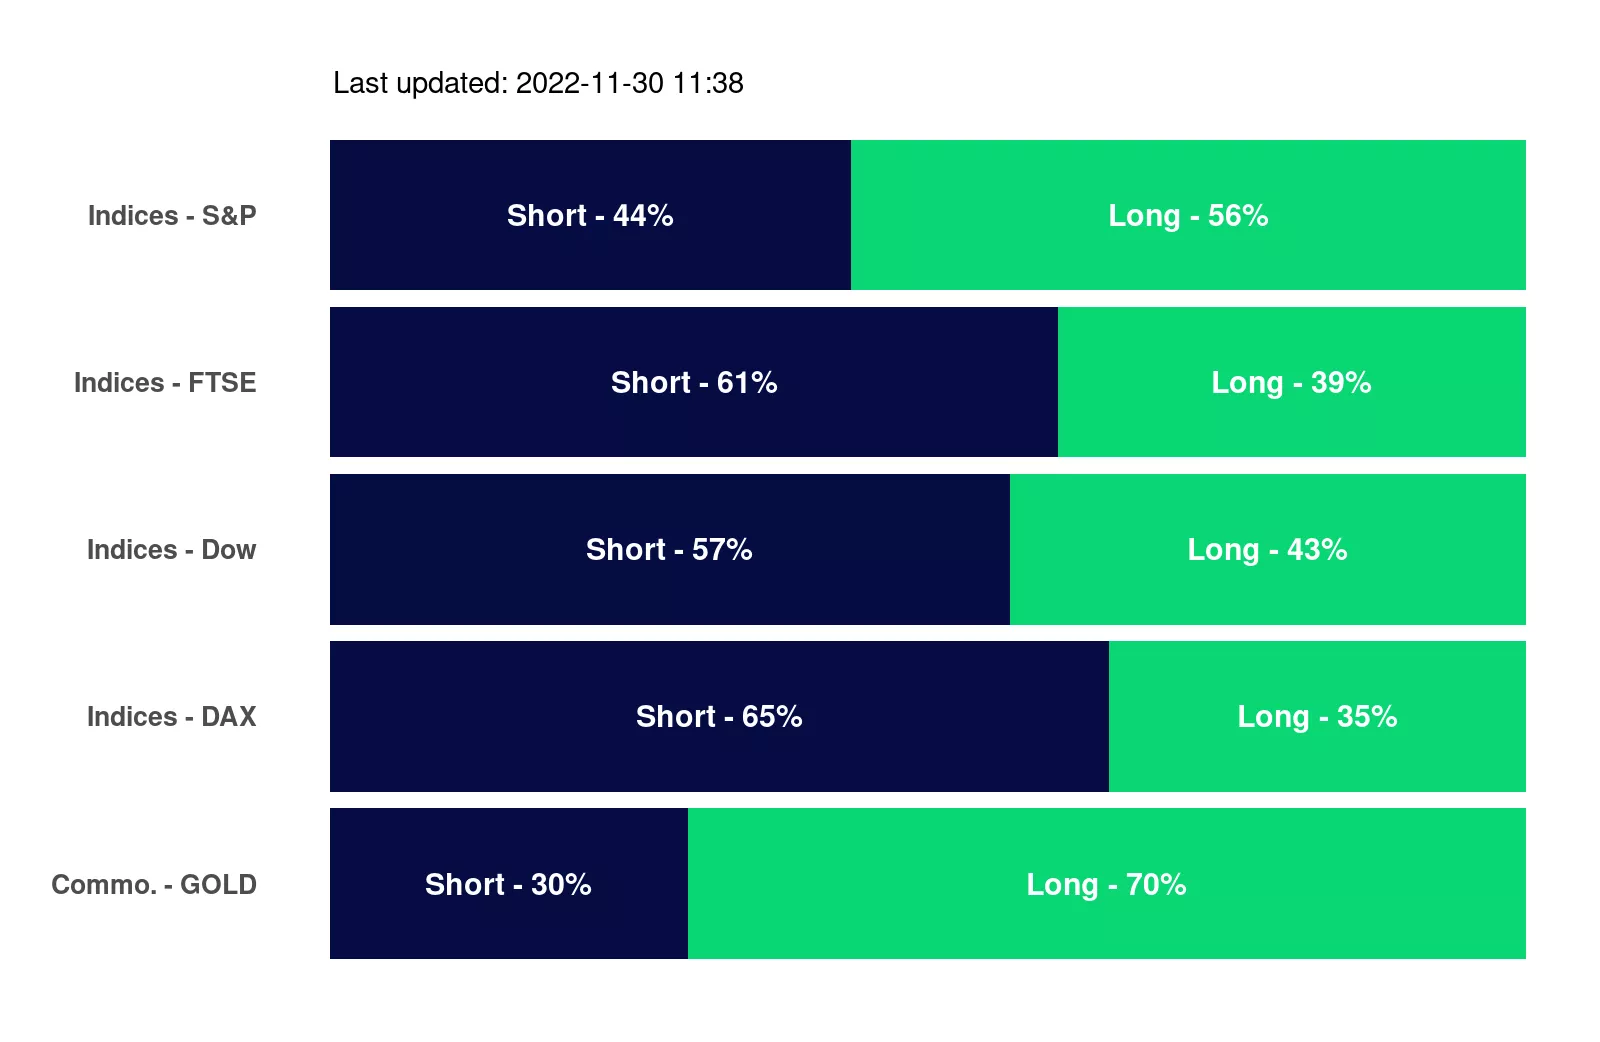 Last updated: 2022-11-30 11:38
Indices - S&P Short - 44% Long - 56%
Indices - FTSE Short - 61% Long - 39%
Indices - Dow Short - 57% Long - 43%
Indices - DAX Short - 65% Long - 35%
Commo. - GOLD Short - 30% Long - 70%